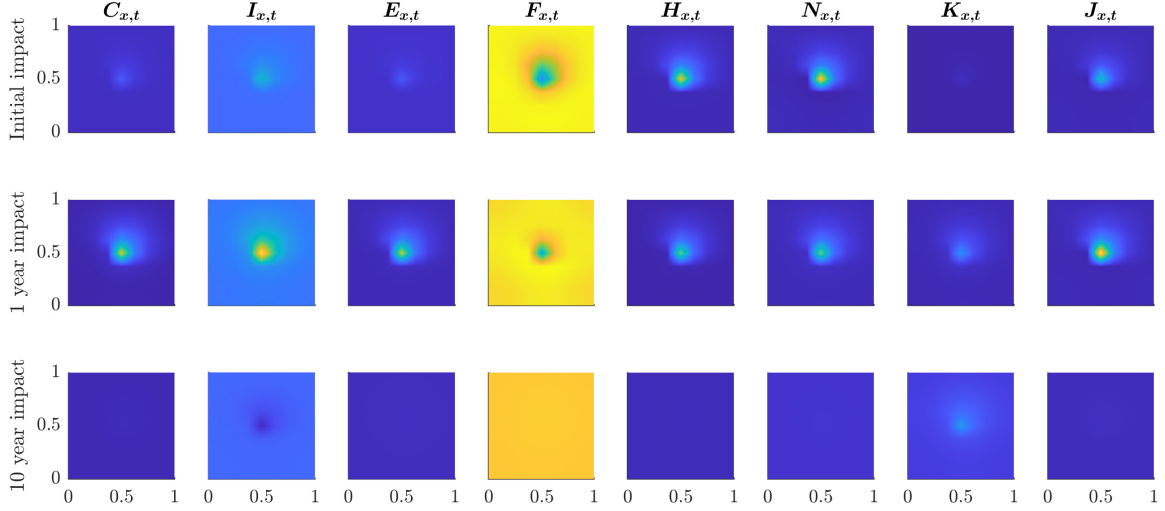 C_{x,t} I_{x,t} E_{x,t} F_{x,t} H_{x,t} N_{x,t} K_{x,t} J_{x,t}
Initial impact
1
0.5
0
1 year impact
1
0.5
0
10 year impact
1
0.5
0
0 0.5 1 0 0.5 1 0 0.5 1 0 0.5 1 0 0.5 1 0 0.5 1 0 0.5 1 0 0.5 1